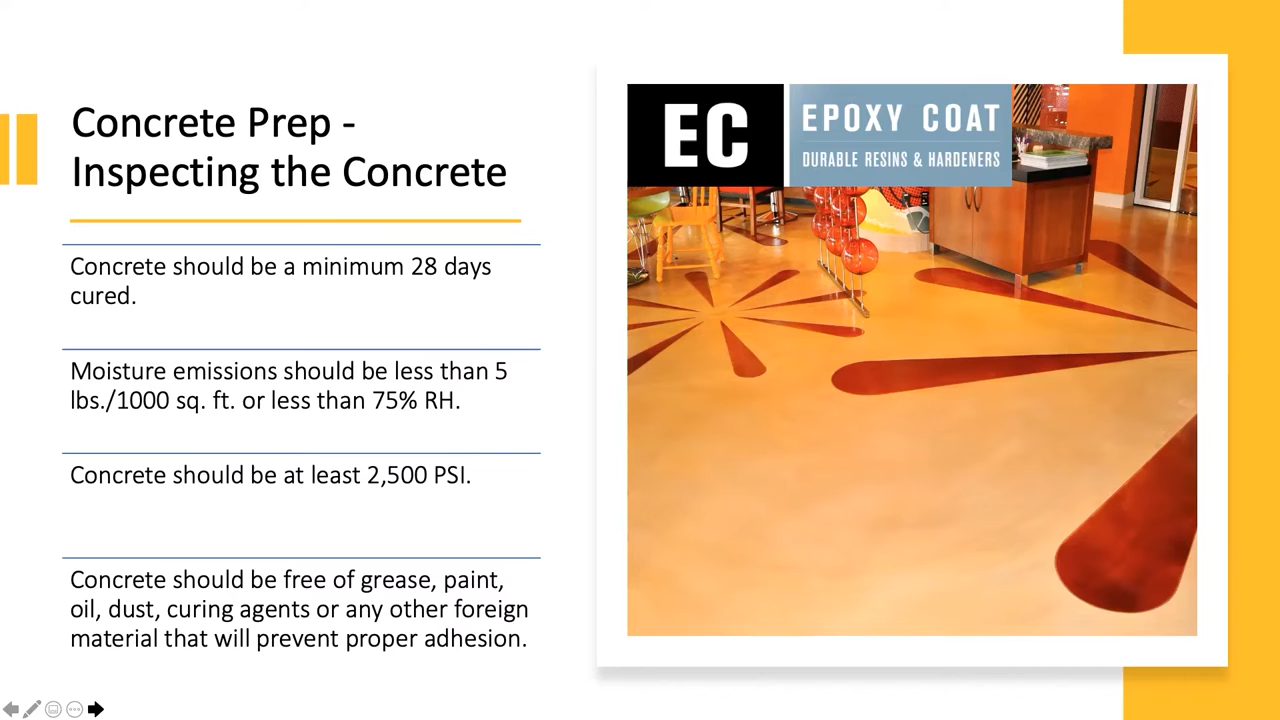 Concrete Prep -
Inspecting the Concrete
Concrete should be a minimum 28 days
cured.
Moisture emissions should be less than 5
lbs./1000 sq. ft. or less than 75% RH.
Concrete should be at least 2,500 PSI.
Concrete should be free of grease, paint,
oil, dust, curing agents or any other foreign
material that will prevent proper adhesion.
EC
EPOXY COAT
DURABLE RESINS & HARDENERS